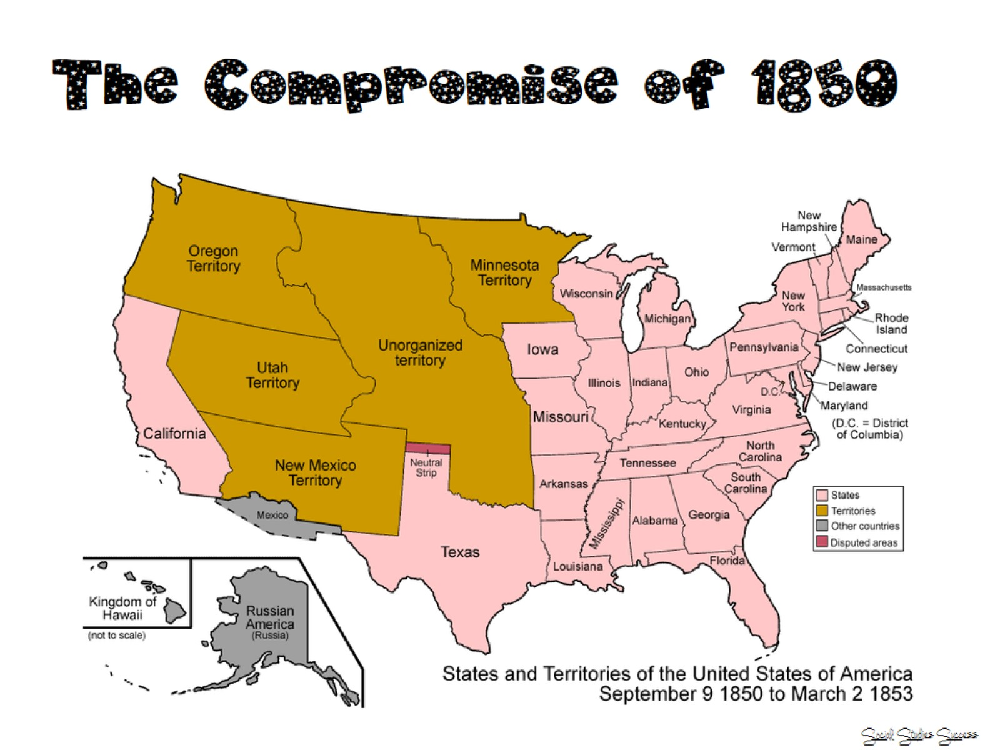 The Compromise of 1850
New
Hampshire
Vermont
Maine
Oregon
Territory
Minnesota
Territory
Wisconsin
Michigan
New
York
Massachusetts
Rhode
Island
Connecticut
New Jersey
Delaware
Maryland
(D.C. = District
of Columbia)
Pennsylvania
Unorganized
territory
Iowa
Utah
Territory
Illinois
Indiana
Ohio
D.C.
Virginia
California
Missouri
Kentucky
North
Carolina
New Mexico
Territory
Neutral
Strip
Tennessee
South
Carolina
Arkansas
Mississippi
Alabama
Georgia
Mexico
Texas
Louisiana
Florida
States
Territories
Other countries
Disputed areas
Kingdom of
Hawaii
(not to scale)
Russian
America
(Russia)
States and Territories of the United States of America
September 9 1850 to March 2 1853
Social Studies Success